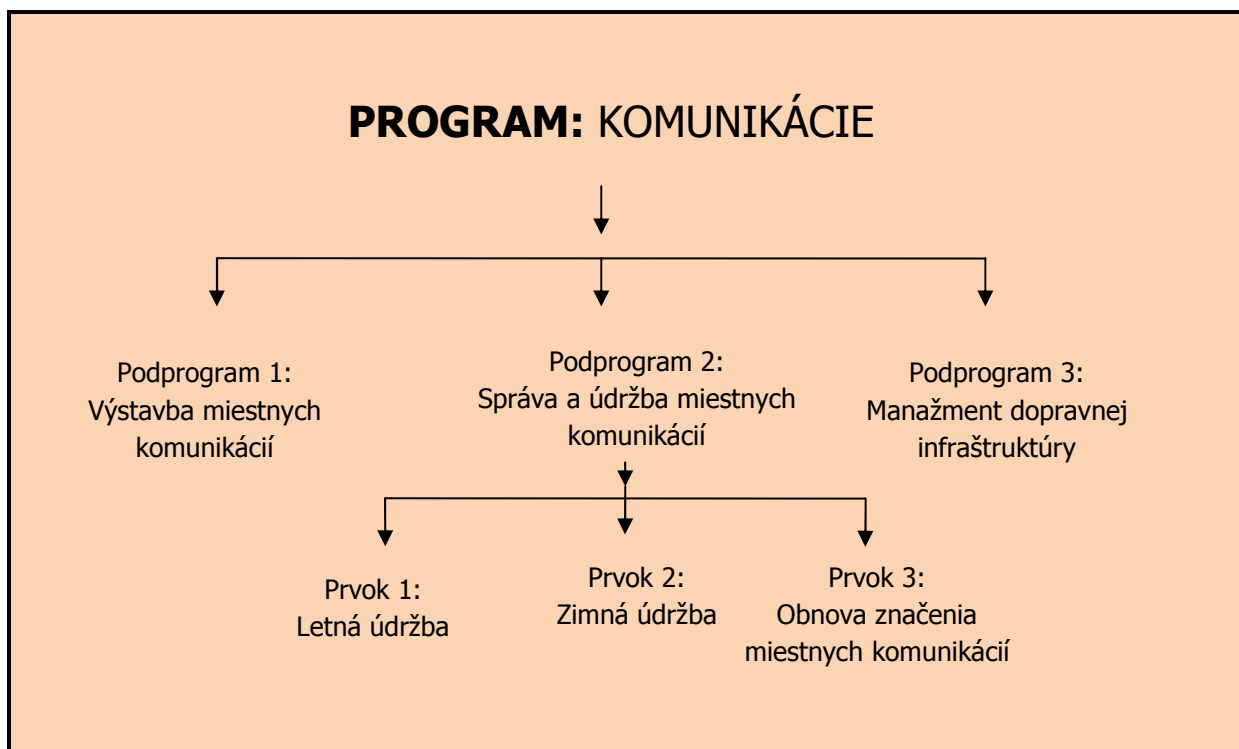 PROGRAM: KOMUNIKÁCIE
Podprogram 1:
Výstavba miestnych
komunikácií
Podprogram 2:
Správa a údržba miestnych
komunikácií
Podprogram 3:
Manažment dopravnej
infraštruktúry
Prvok 1:
Letná údržba
Prvok 2:
Zimná údržba
Prvok 3:
Obnova značenia
miestnych komunikácií